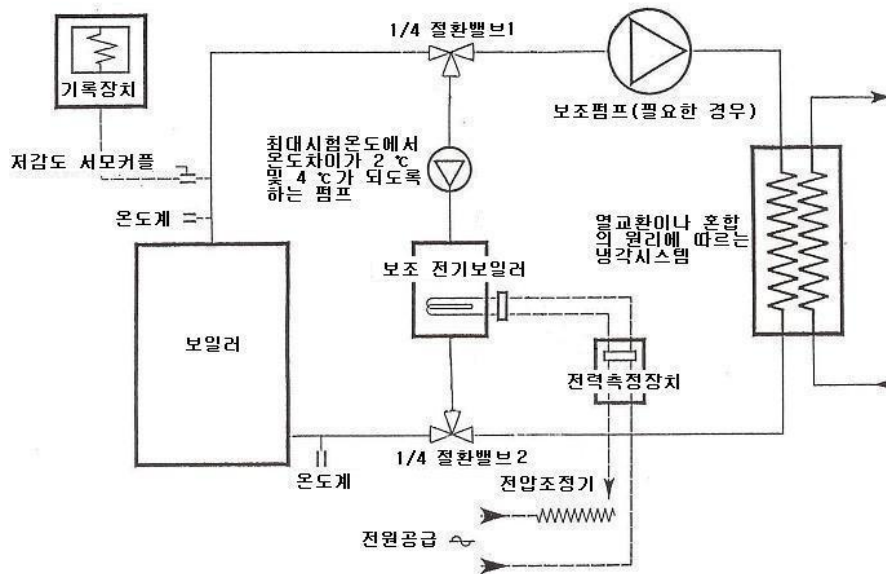 1/4 절환밸브1
기록장치
보조펌프(필요한 경우)
최대시험온도에서
온도차이가 2 ℃
및 4 ℃가 되도록
하는 펌프
저감도 서모커플
온도계
열교환이나 혼합
의 원리에 따르는
냉각시스템
보조 전기보일러
보일러
전력측정장치
1/4 절환밸브2
온도계
전압조정기
전원공급